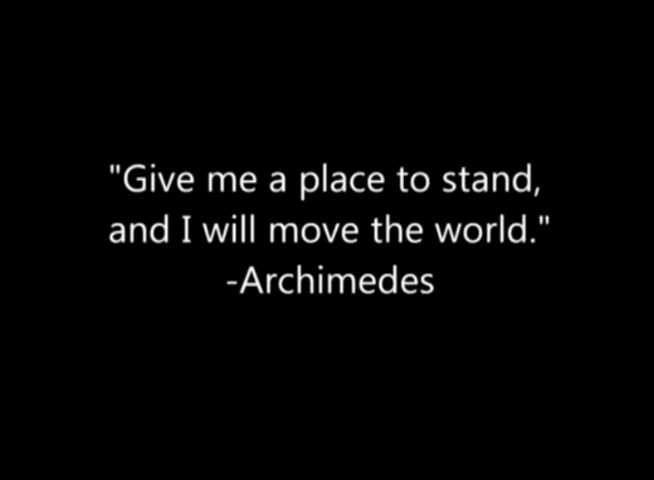 "Give me a place to stand,
and I will move the world."
-Archimedes